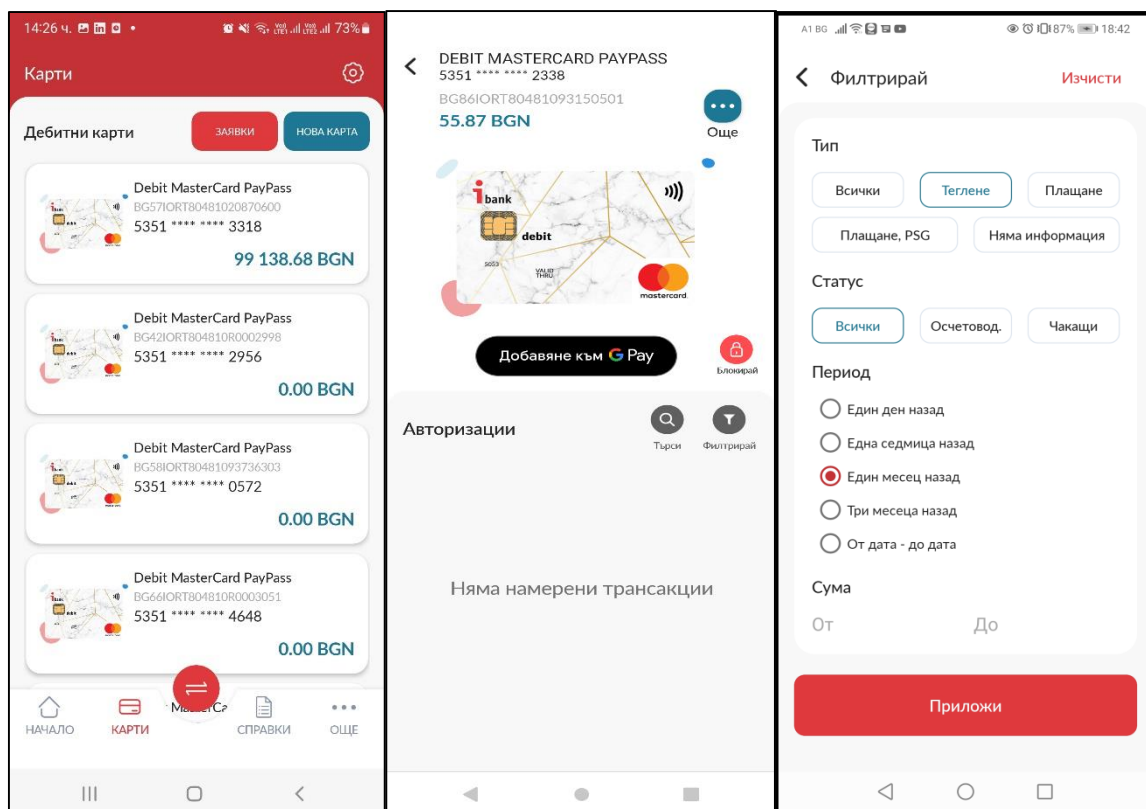 14:26 ч.
73%
Карти
Дебитни карти
ЗАЯВКИ
НОВА КАРТА
Debit MasterCard PayPass
BG57IORT80481020870600
5351 **** **** 3318
99 138.68 BGN
Debit MasterCard PayPass
BG42IORT804810R0002998
5351 **** **** 2956
0.00 BGN
Debit MasterCard PayPass
BG58IORT80481093736303
5351 **** **** 0572
0.00 BGN
Debit MasterCard PayPass
BG66IORT804810R0003051
5351 **** **** 4648
0.00 BGN
НАЧАЛО
КАРТИ
СПРАВКИ
ОЩЕ
DEBIT MASTERCARD PAYPASS
5351 **** **** 2338
BG86IORT80481093150501
55.87 BGN
Още
ibank
debit
5053
VALID
THRU
mastercard
Добавяне към G Pay
Блокирай
Авторизации
Търси
Филтрирай
Няма намерени трансакции
A1 BG
87%
18:42
Филтрирай
Изчисти
Тип
Всички
Теглене
Плащане
Плащане, PSG
Няма информация
Статус
Всички
Осчетовод.
Чакащи
Период
Един ден назад
Една седмица назад
Един месец назад
Три месеца назад
От дата - до дата
Сума
От
До
Приложи